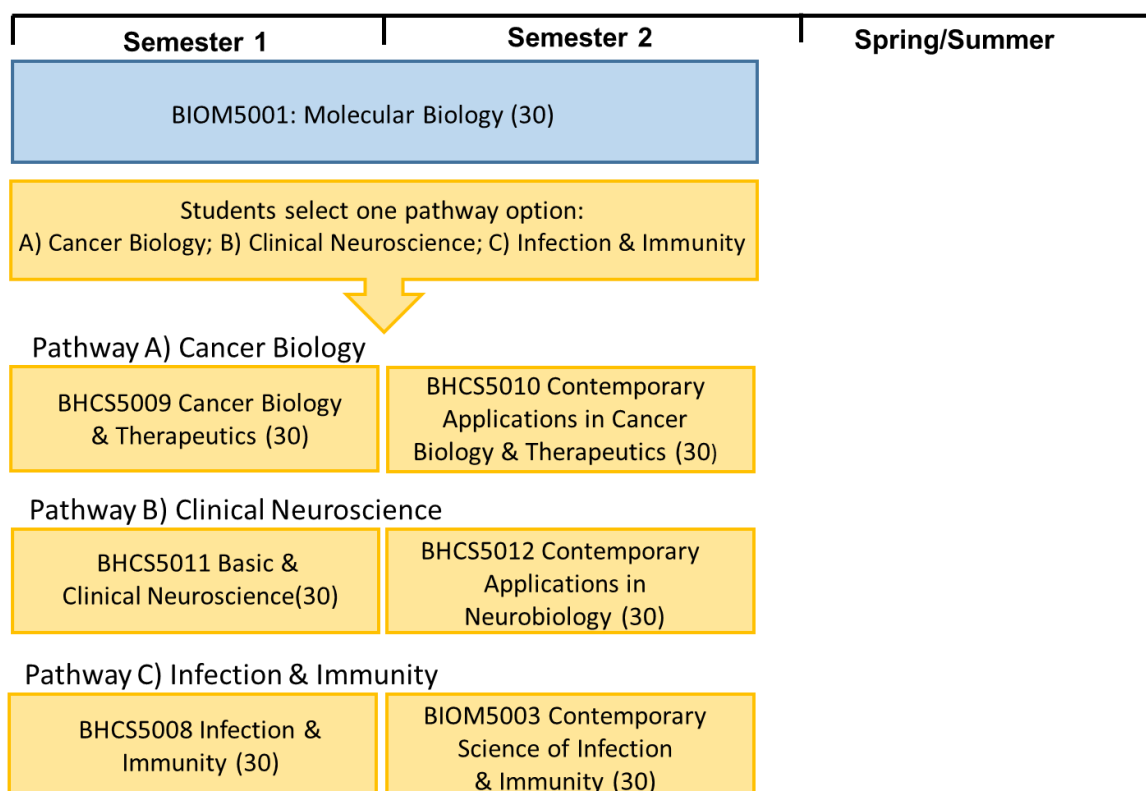 Semester 1
Semester 2
Spring/Summer
BIOM5001: Molecular Biology (30)
Students select one pathway option:
A) Cancer Biology; B) Clinical Neuroscience; C) Infection & Immunity
Pathway A) Cancer Biology
BHCS5009 Cancer Biology
& Therapeutics (30)
BHCS5010 Contemporary
Applications in Cancer
Biology & Therapeutics (30)
Pathway B) Clinical Neuroscience
BHCS5011 Basic &
Clinical Neuroscience(30)
BHCS5012 Contemporary
Applications in
Neurobiology (30)
Pathway C) Infection & Immunity
BHCS5008 Infection &
Immunity (30)
BIOM5003 Contemporary
Science of Infection
& Immunity (30)